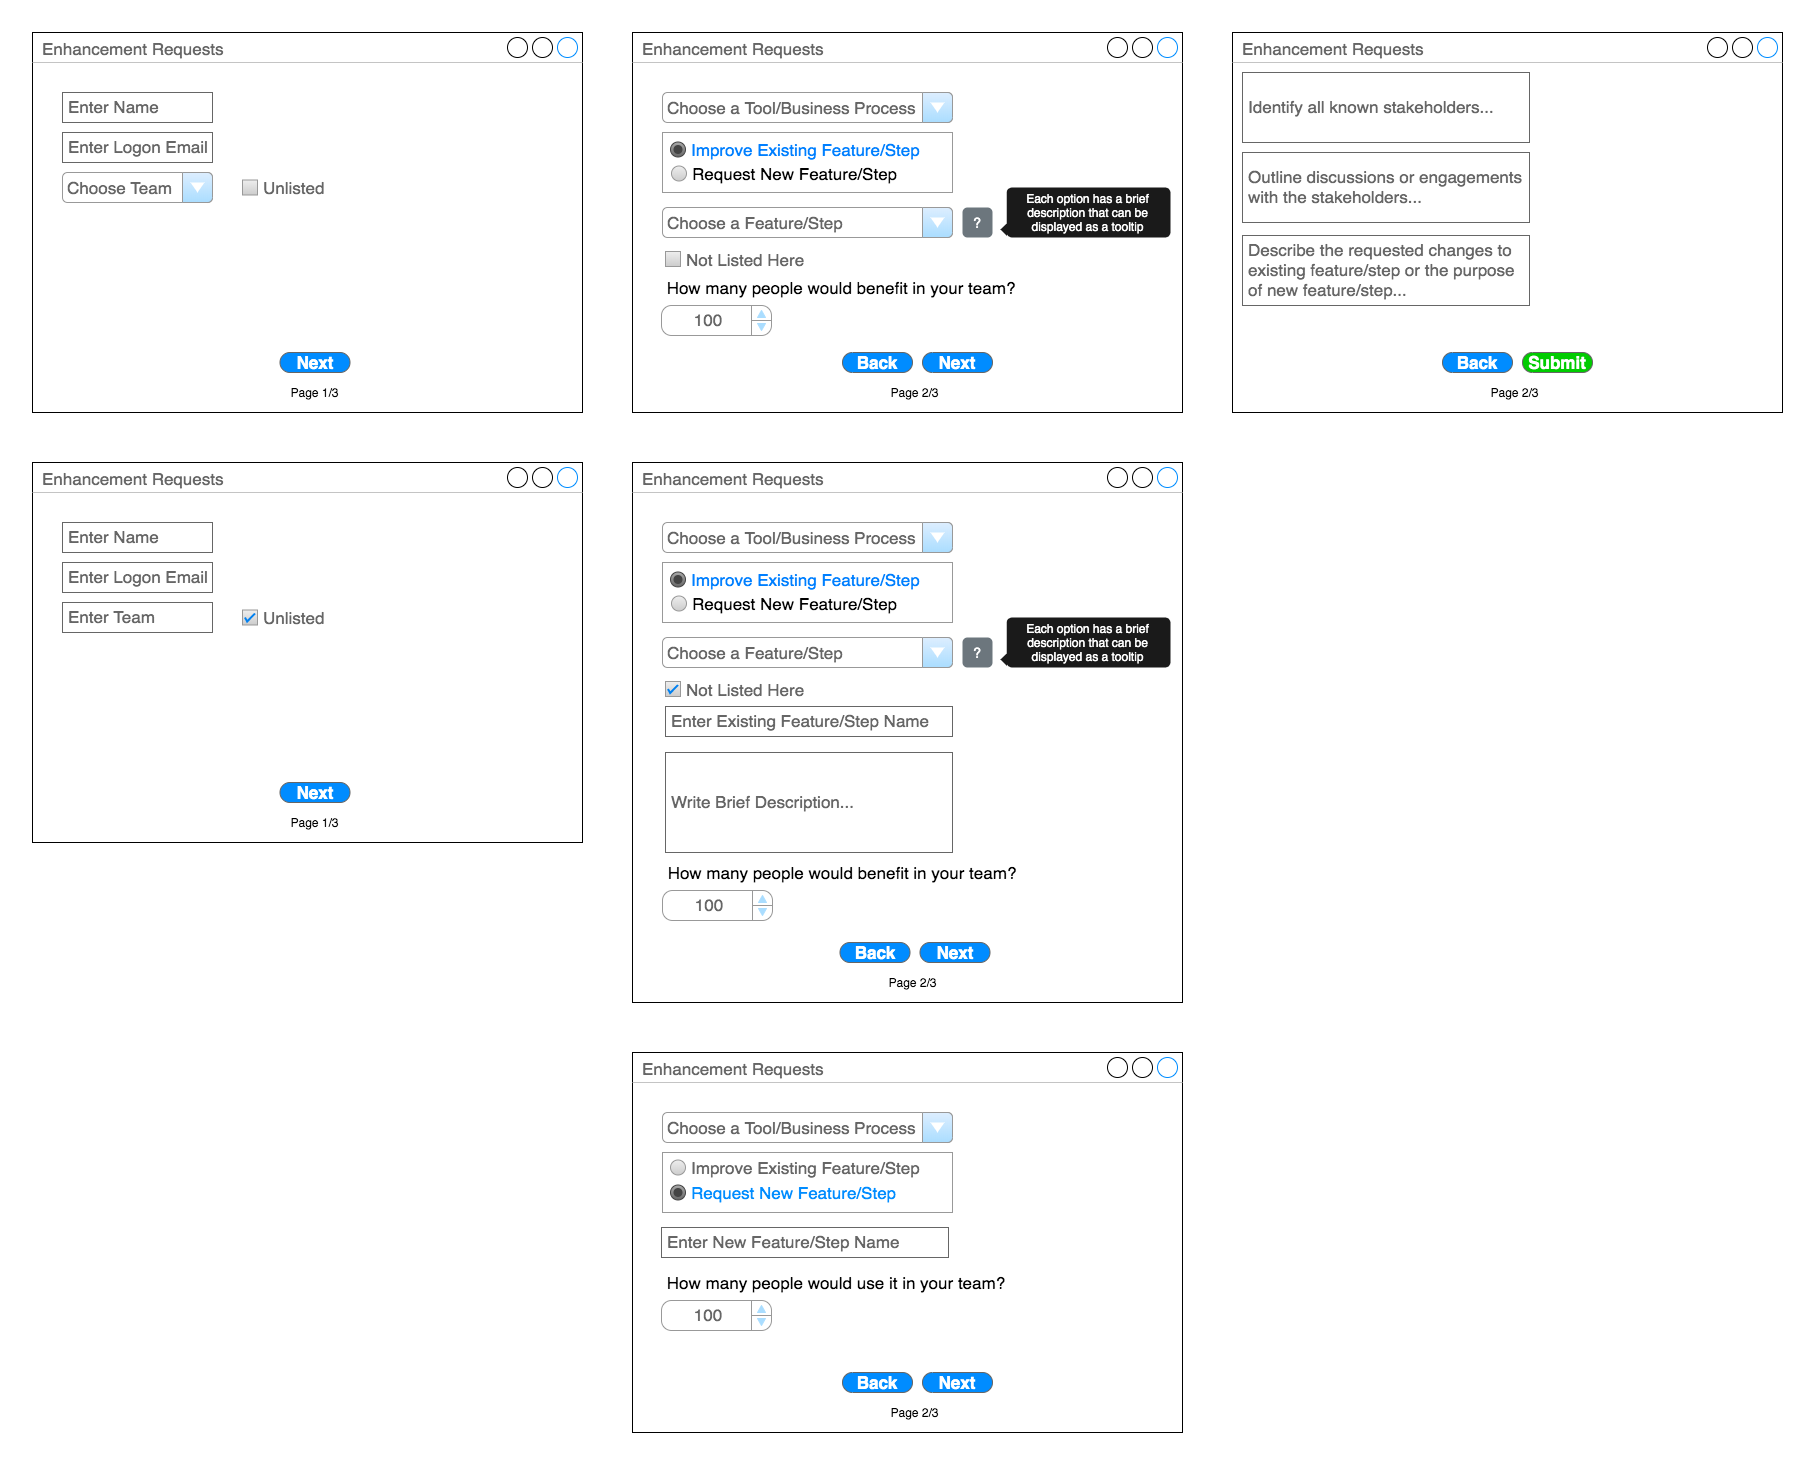 Enhancement Requests
Enter Name
Enter Logon Email
Choose Team
Unlisted
Next
Page 1/3
Enhancement Requests
Choose a Tool/Business Process
Improve Existing Feature/Step
Request New Feature/Step
Choose a Feature/Step
?
Each option has a brief
description that can be
displayed as a tooltip
Not Listed Here
How many people would benefit in your team?
100
Back
Next
Page 2/3
Enhancement Requests
Identify all known stakeholders...
Outline discussions or engagements
with the stakeholders...
Describe the requested changes to
existing feature/step or the purpose
of new feature/step...
Back
Submit
Page 2/3
Enhancement Requests
Enter Name
Enter Logon Email
Enter Team
Unlisted
Next
Page 1/3
Enhancement Requests
Choose a Tool/Business Process
Improve Existing Feature/Step
Request New Feature/Step
Choose a Feature/Step
?
Each option has a brief
description that can be
displayed as a tooltip
Not Listed Here
Enter Existing Feature/Step Name
Write Brief Description...
How many people would benefit in your team?
100
Back
Next
Page 2/3
Enhancement Requests
Choose a Tool/Business Process
Improve Existing Feature/Step
Request New Feature/Step
Enter New Feature/Step Name
How many people would use it in your team?
100
Back
Next
Page 2/3